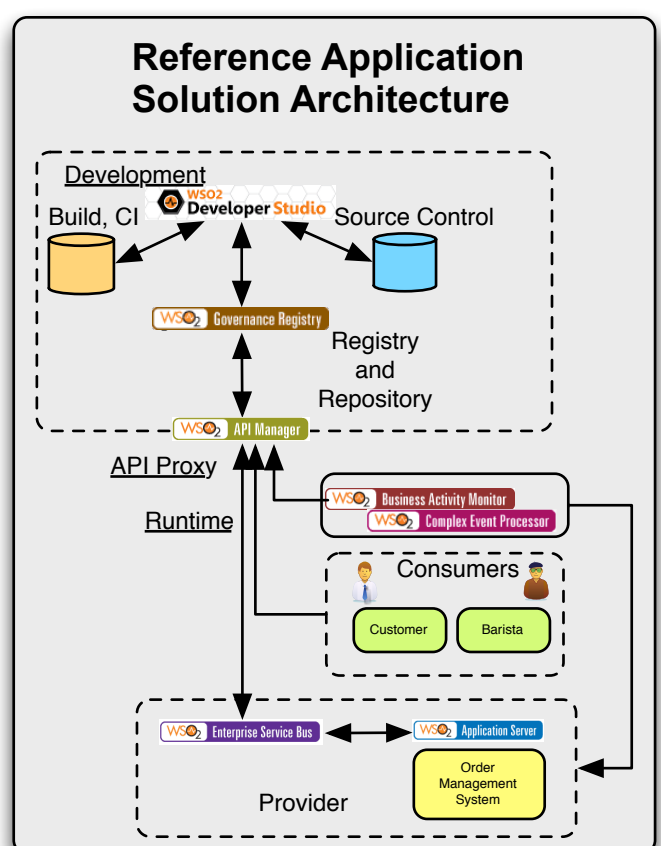 Reference Application
Solution Architecture
Development
WSO2
Developer Studio
Build, CI
Source Control
WSO2 Governance Registry
Registry
and
Repository
WSO2 API Manager
API Proxy
Runtime
WSO2 Business Activity Monitor
WSO2 Complex Event Processor
Consumers
Customer
Barista
WSO2 Enterprise Service Bus
WSO2 Application Server
Order
Management
System
Provider